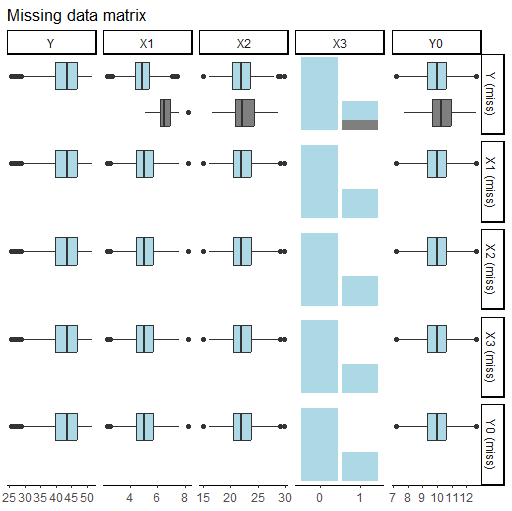 Missing data matrix
Y X1 X2 X3 Y0
Y (miss)
X1 (miss)
X2 (miss)
X3 (miss)
Y0 (miss)
25 30 35 40 45 50 4 6 8 15 20 25 30 0 1 7 8 9 10 11 12